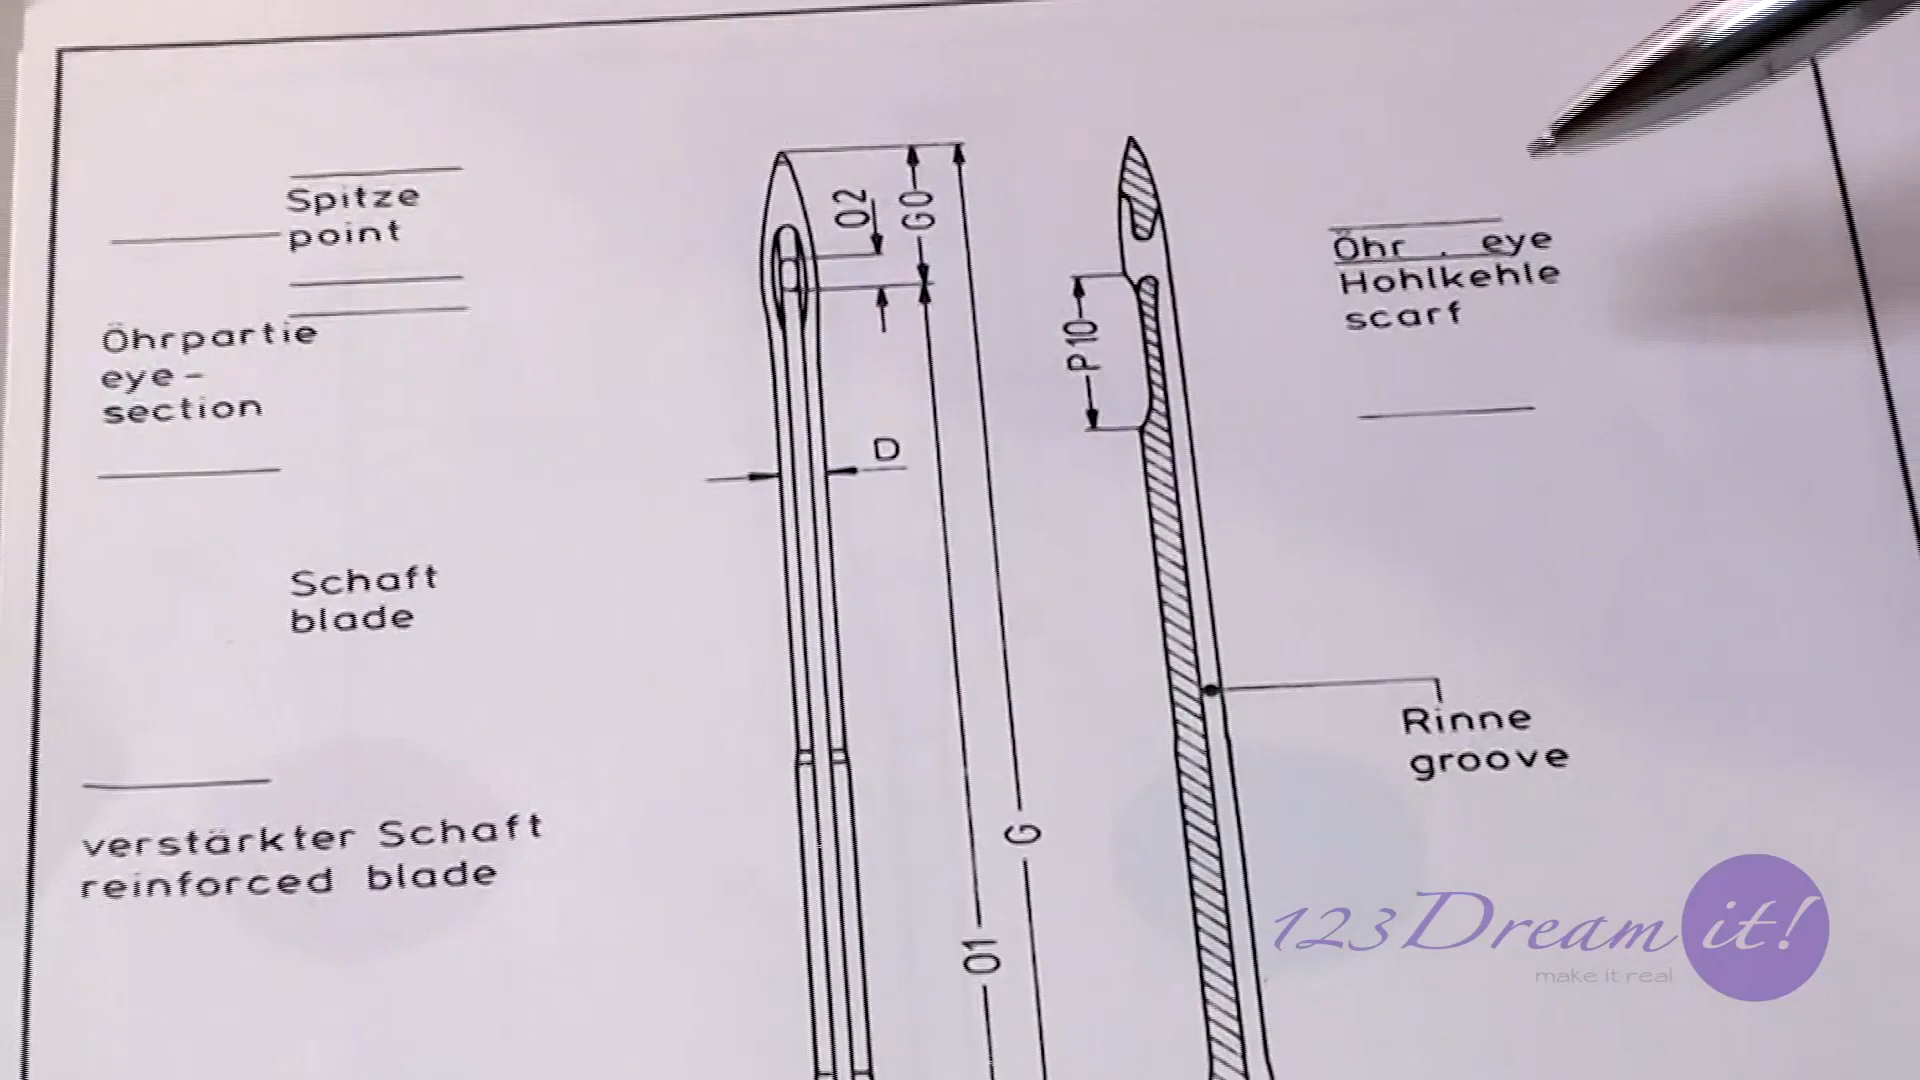 Spitze
point
Öhrpartie
eye-
section
Schaft
blade
verstärkter Schaft
reinforced blade
O2
G0
D
O1
G
P10
Öhr . eye
Hohlkehle
scarf
Rinne
groove
123Dream it!
make it real